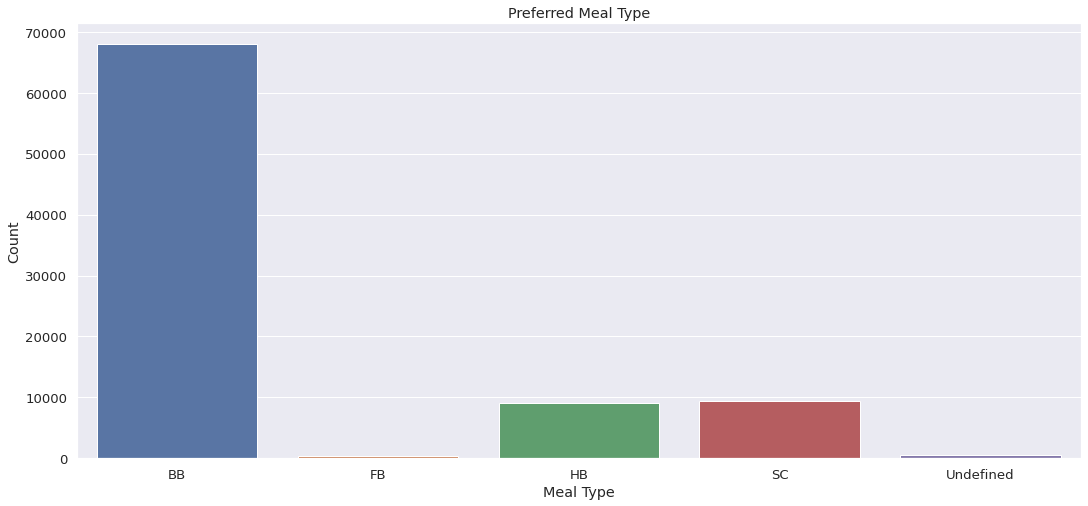 Preferred Meal Type
70000
60000
50000
40000
30000
20000
10000
0
Count
BB
FB
HB
SC
Undefined
Meal Type